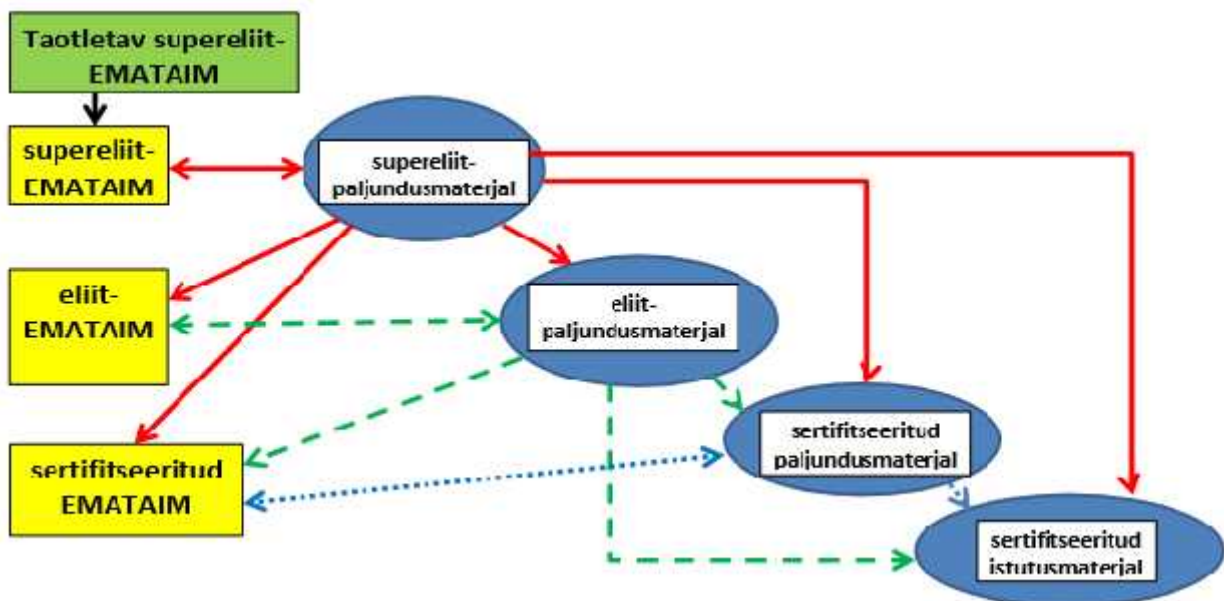 Taotletav supereliit-
EMATAIM
supereliit-
EMATAIM
supereliit-
paljundusmaterjal
eliit-
EMATAIM
eliit-
paljundusmaterjal
sertifitseeritud
EMATAIM
sertifitseeritud
paljundusmaterjal
sertifitseeritud
istutusmaterjal